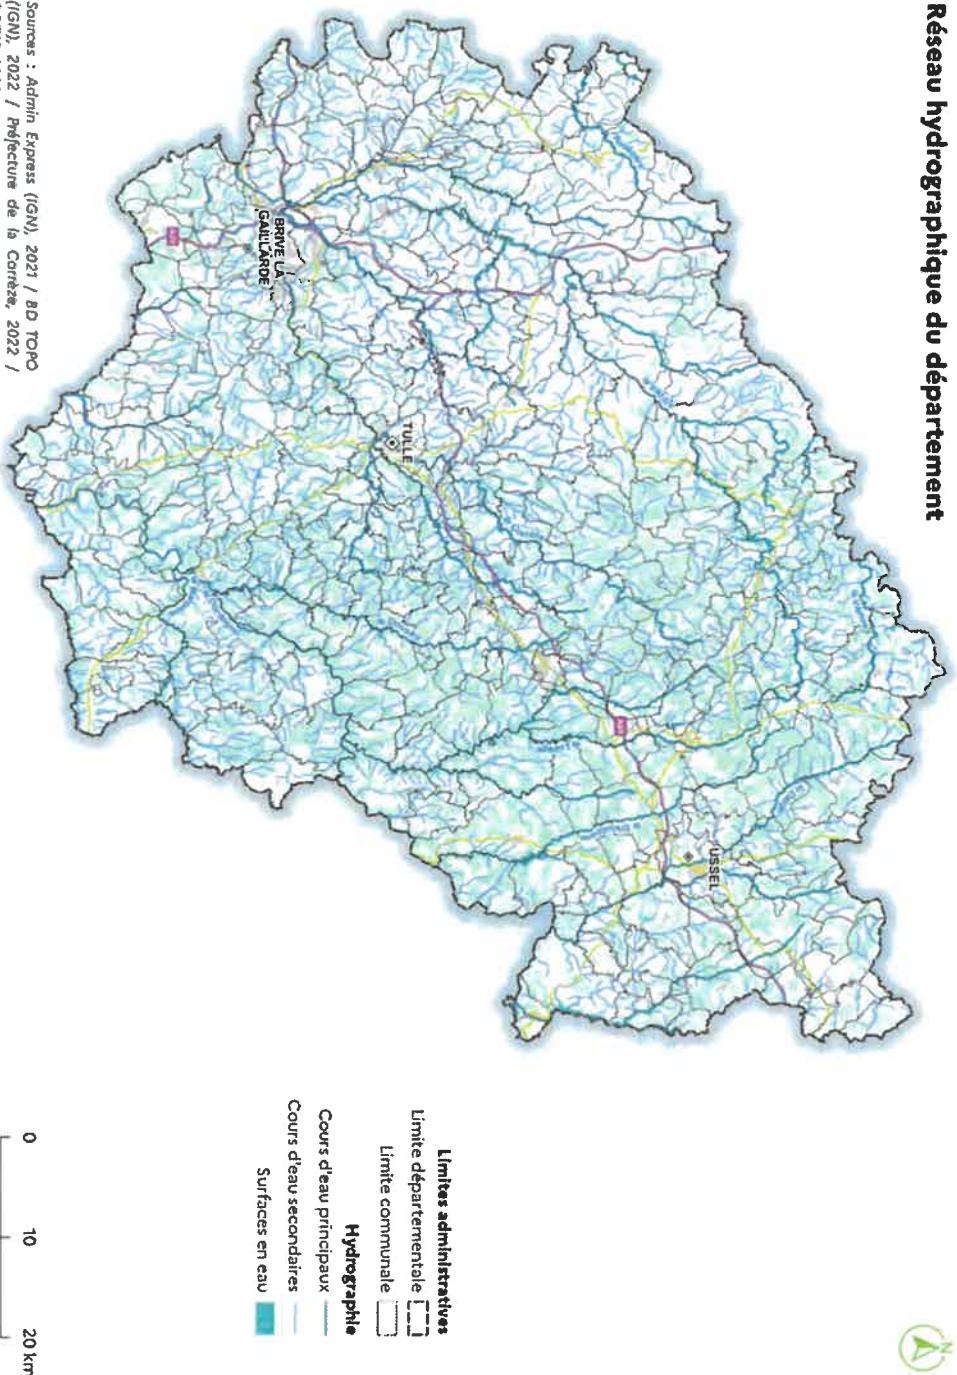 Réseau hydrographique du département
BRIVE LA
GAILLARDE
TULLE
USSEL
N
Limites administratives
Limite départementale
Limite communale
Hydrographie
Cours d'eau principaux
Cours d'eau secondaires
Surfaces en eau
0 10 20 km
Sources : Admin Express (IGN), 2021 / BD TOPO
(IGN), 2022 / Préfecture de la Corrèze, 2022 /